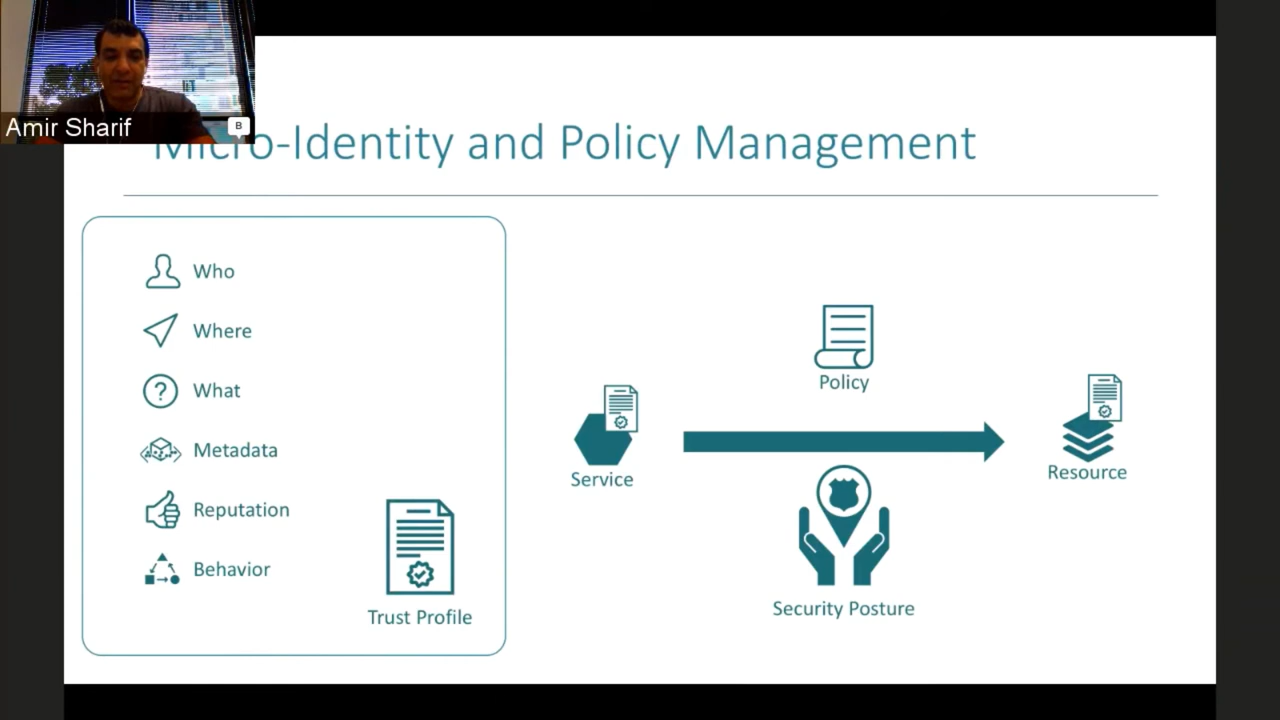 Amir Sharif
B
Micro-Identity and Policy Management
Who
Where
What
Metadata
Reputation
Behavior
Trust Profile
Service
Policy
Security Posture
Resource